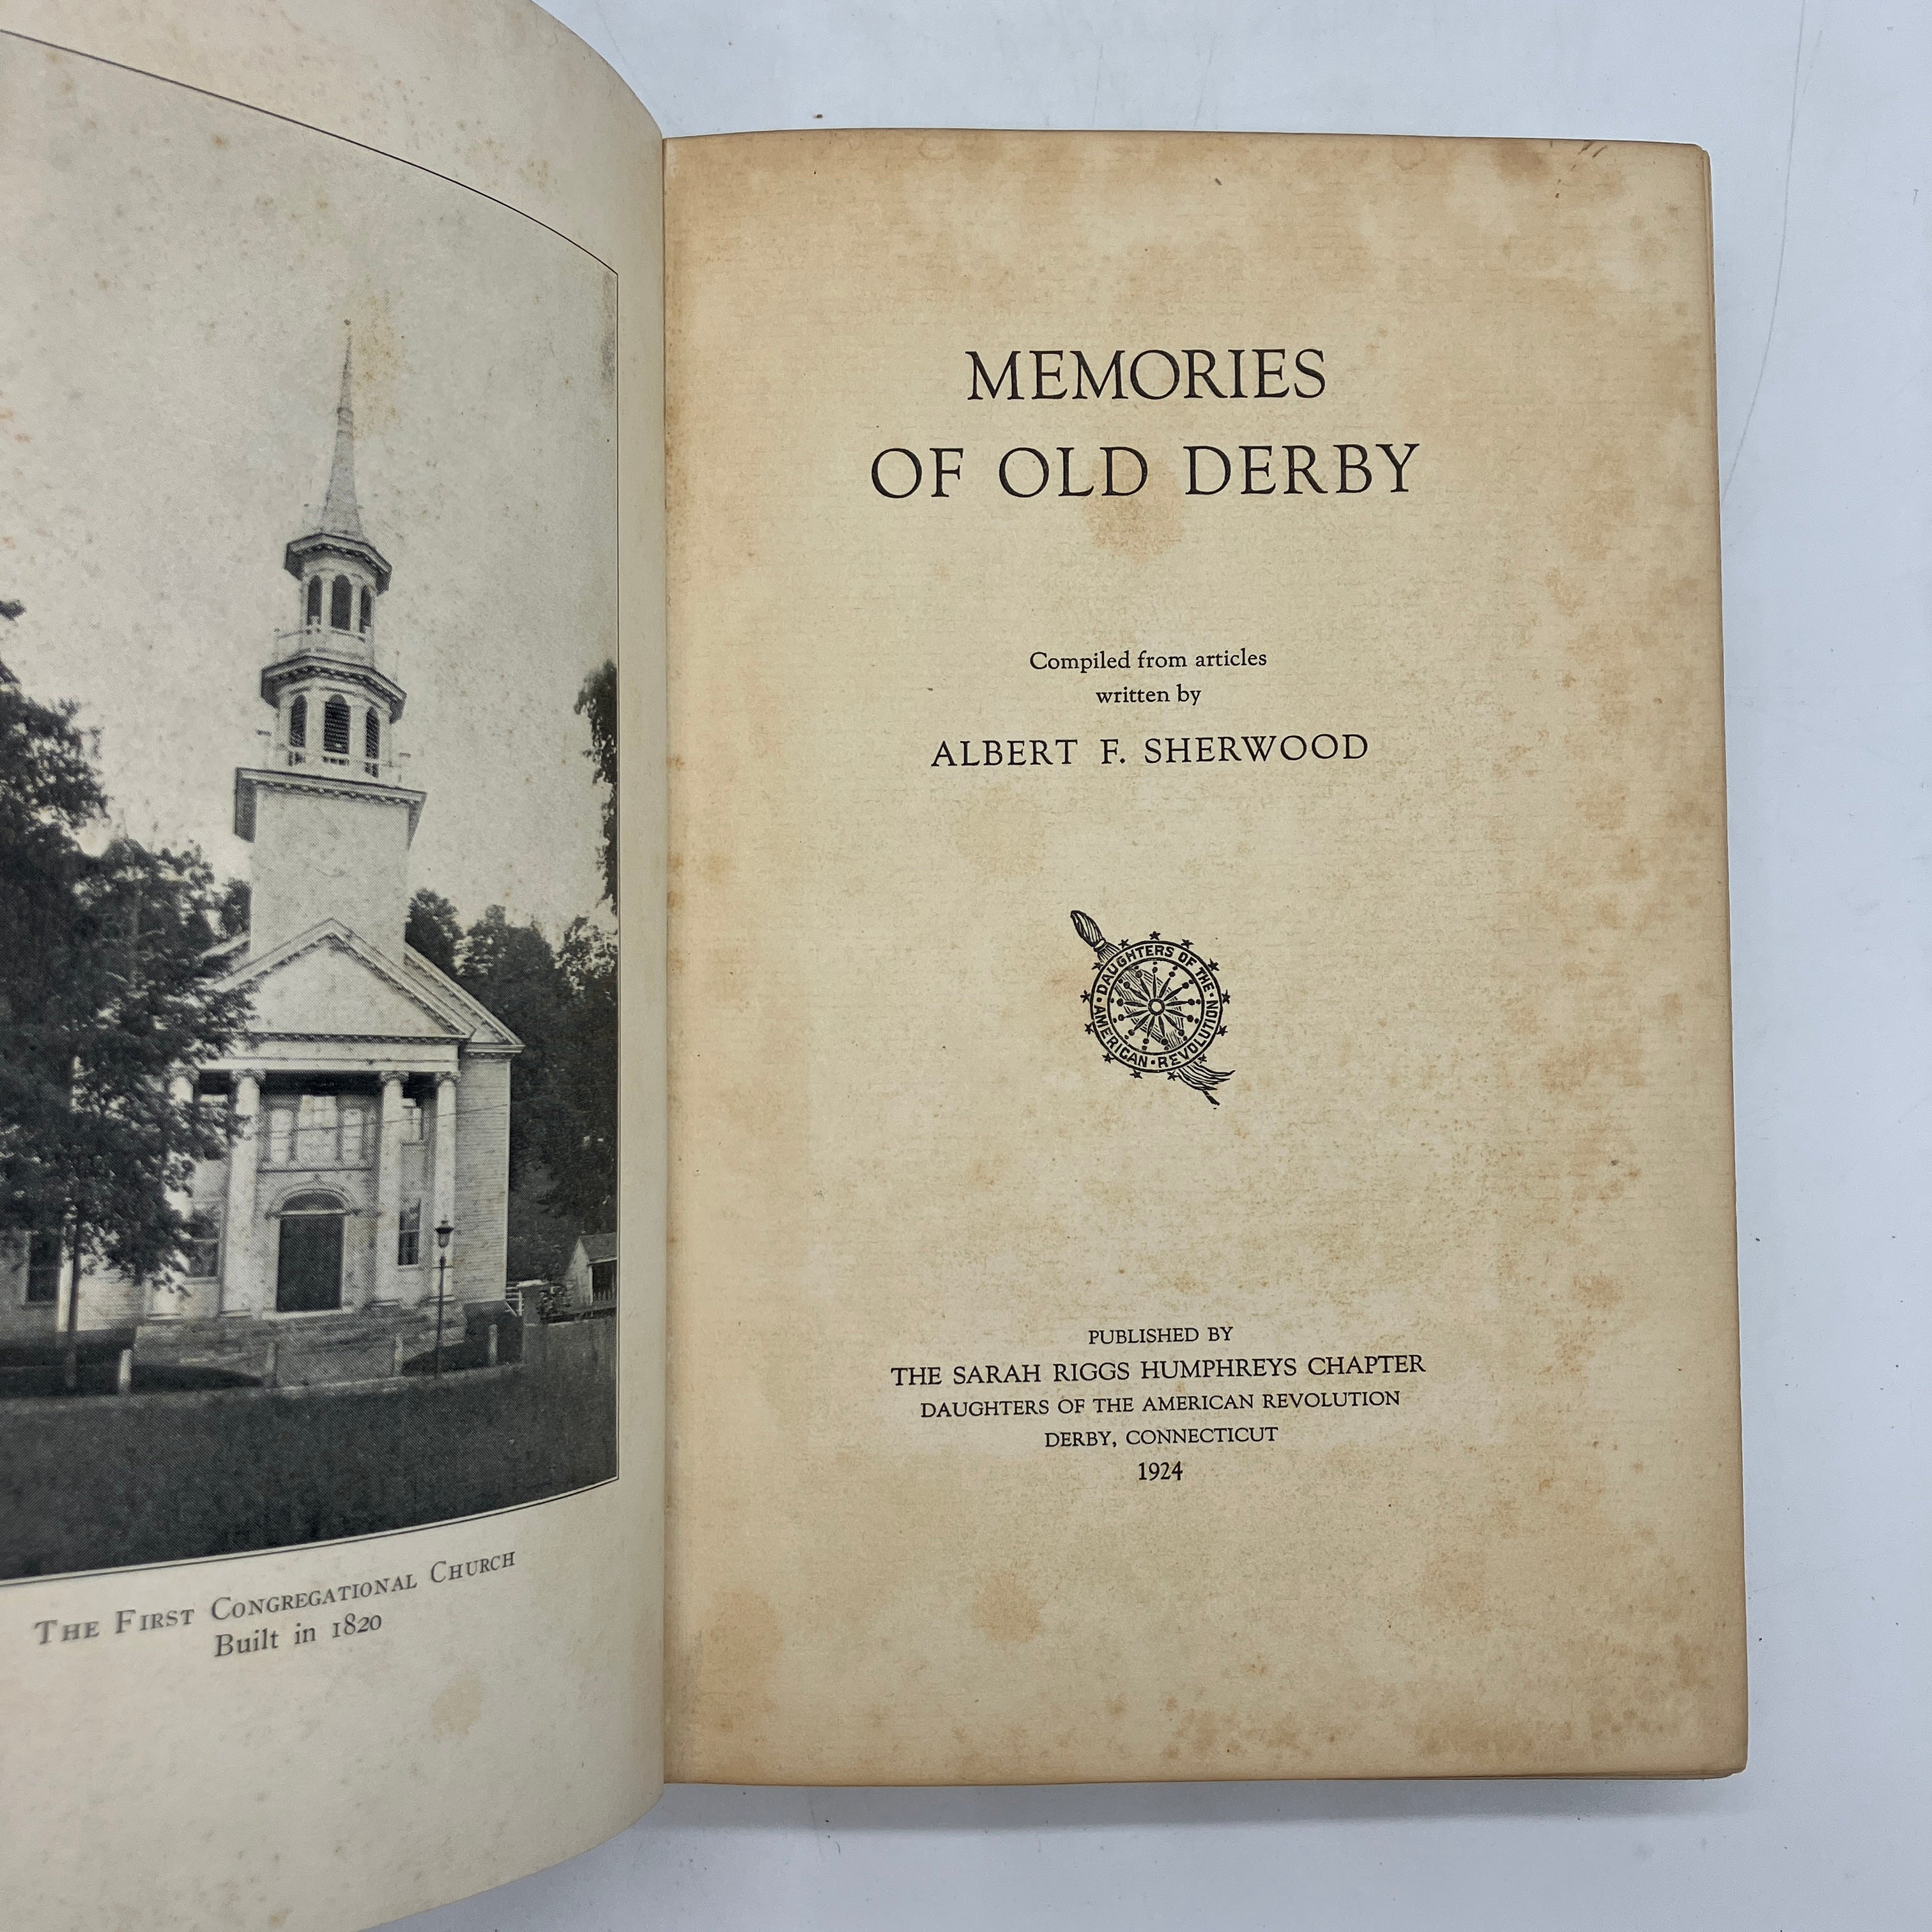 THE FIRST CONGREGATIONAL CHURCH
Built in 1820
MEMORIES
OF OLD DERBY
Compiled from articles
written by
ALBERT F. SHERWOOD
DAUGHTERS OF THE
AMERICAN REVOLUTION
PUBLISHED BY
THE SARAH RIGGS HUMPHREYS CHAPTER
DAUGHTERS OF THE AMERICAN REVOLUTION
DERBY, CONNECTICUT
1924